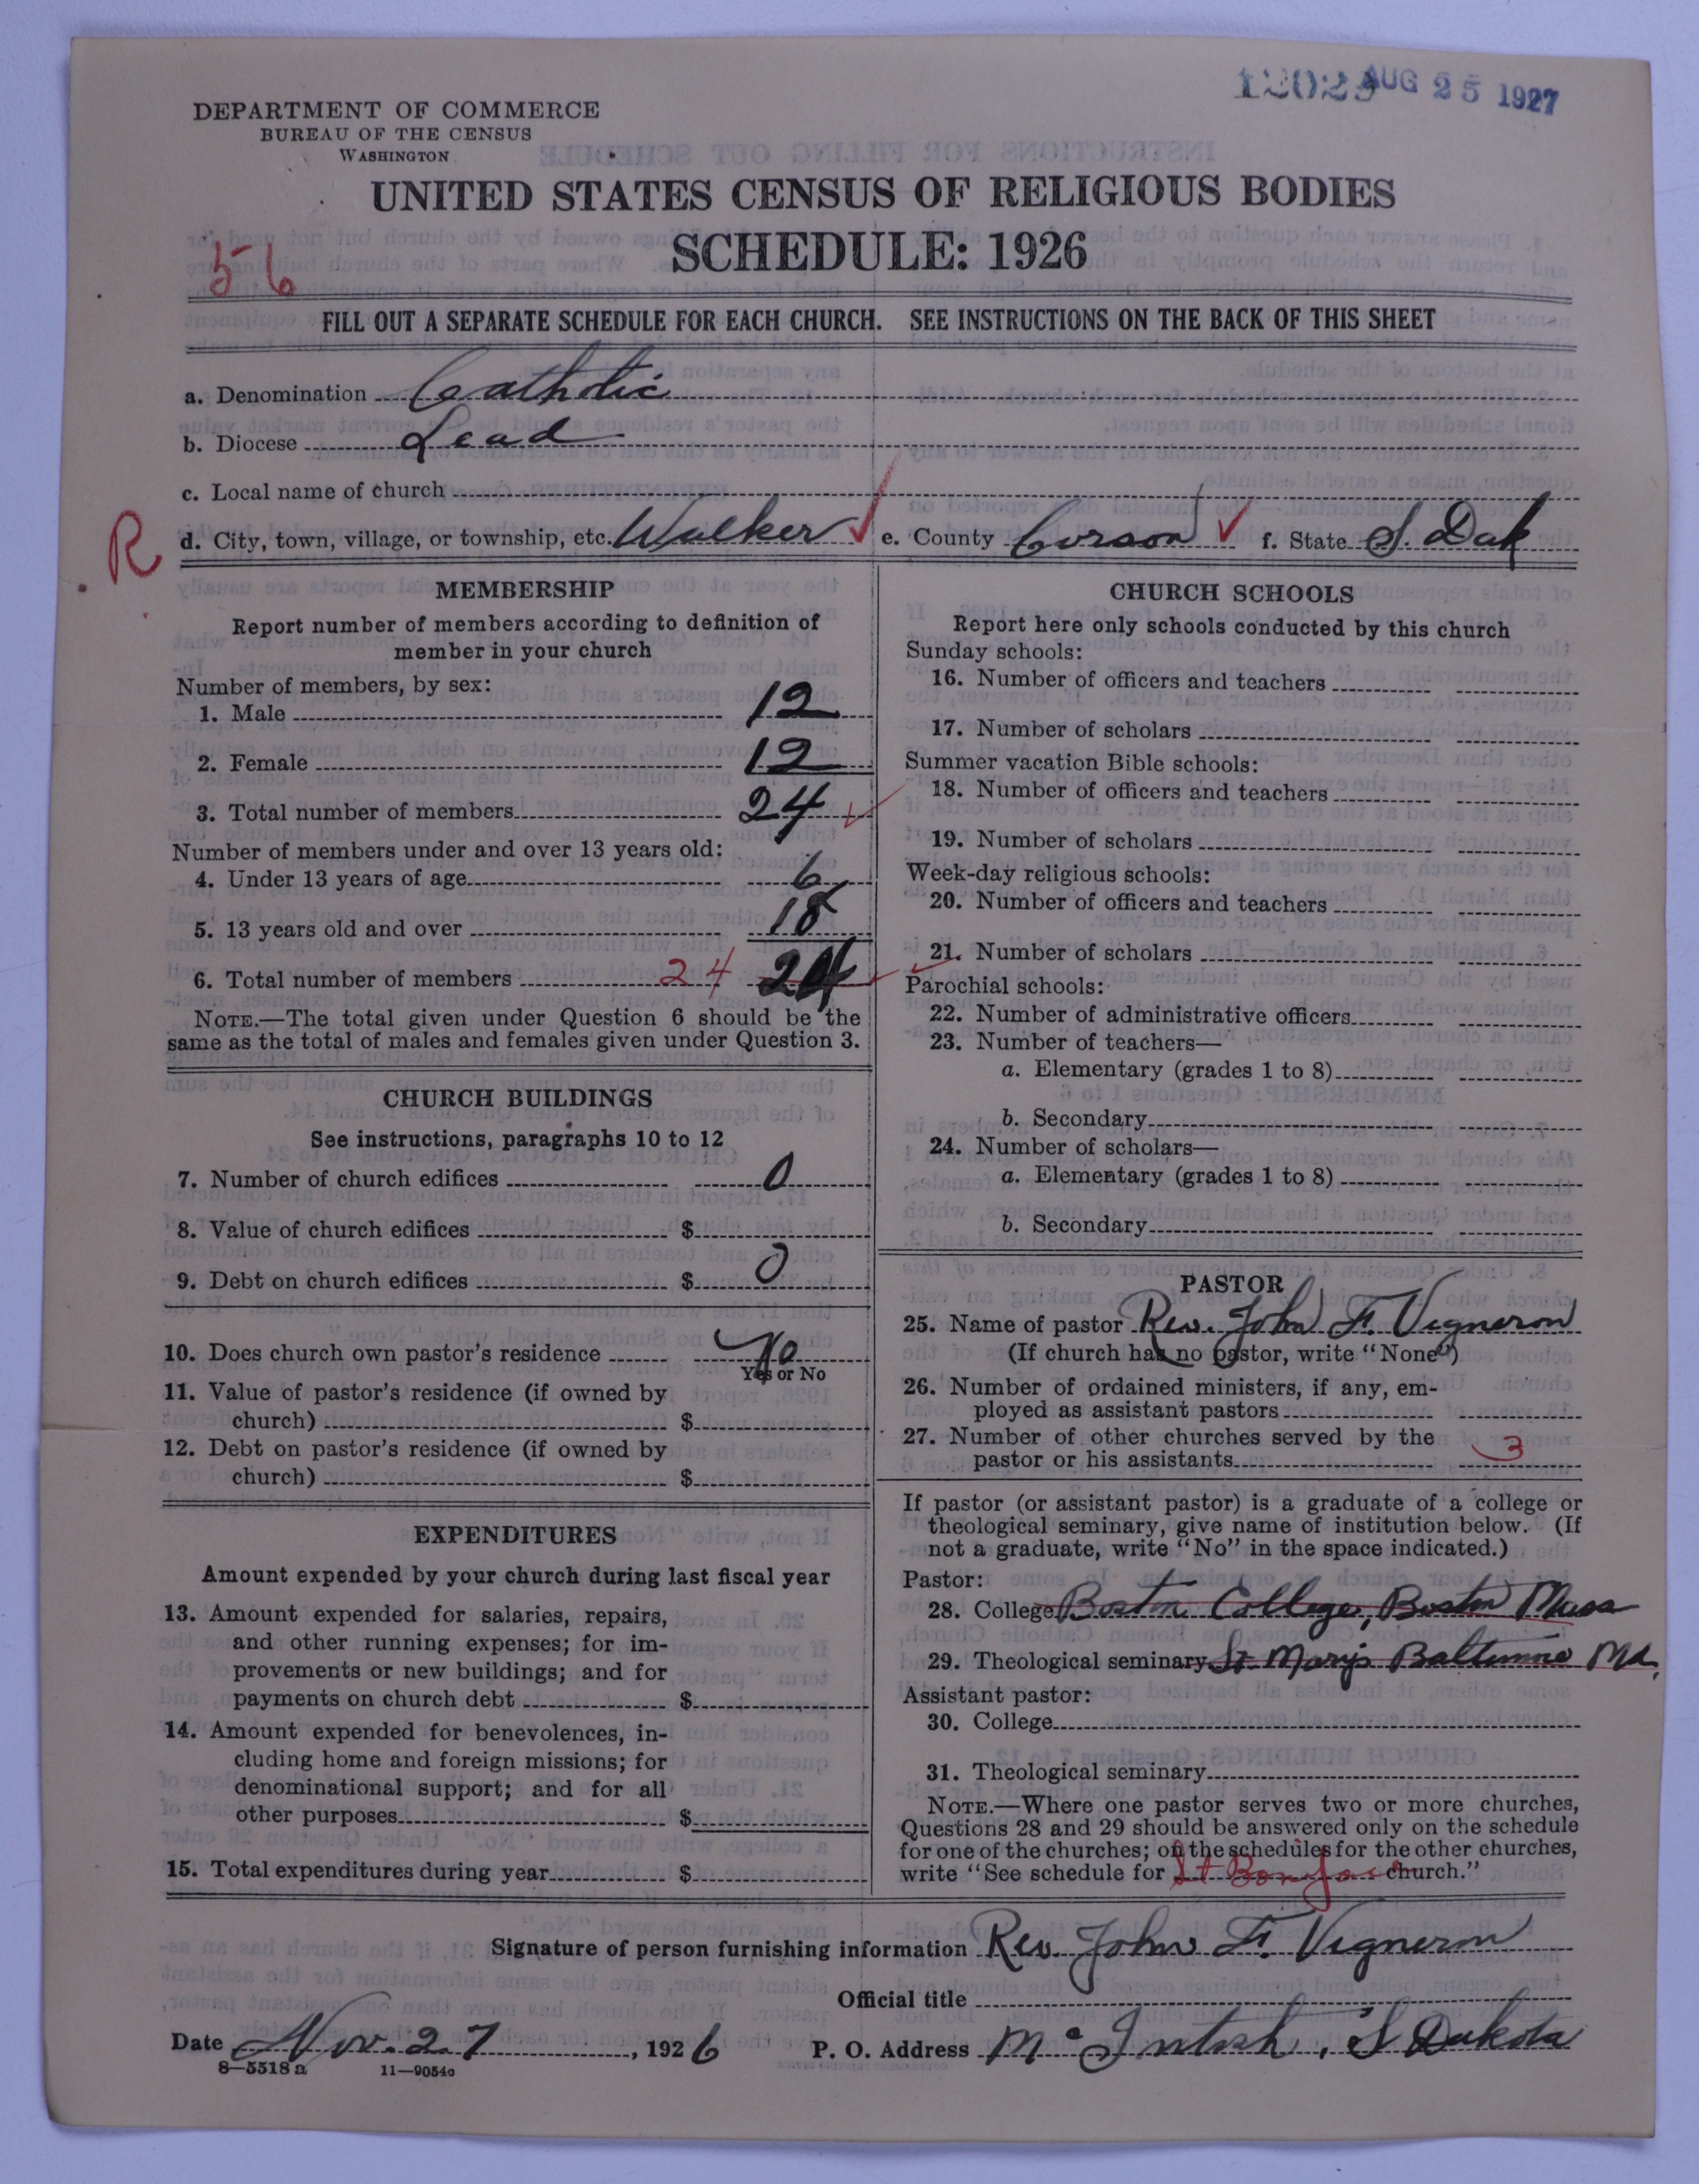 AUG 25 1927
DEPARTMENT OF COMMERCE
BUREAU OF THE CENSUS
WASHINGTON
UNITED STATES CENSUS OF RELIGIOUS BODIES
SCHEDULE: 1926
56
FILL OUT A SEPARATE SCHEDULE FOR EACH CHURCH. SEE INSTRUCTIONS ON THE BACK OF THIS SHEET
a. Denomination Catholic
b. Diocese Lead
c. Local name of church
R d. City, town, village, or township, etc. Walker e. County Corson f. State S. Dak
MEMBERSHIP
Report number of members according to definition of
member in your church
Number of members, by sex:
1. Male 12
2. Female 12
3. Total number of members 24
Number of members under and over 13 years old:
4. Under 13 years of age 6
5. 13 years old and over 18
6. Total number of members 24 24
NOTE.—The total given under Question 6 should be the
same as the total of males and females given under Question 3.
CHURCH BUILDINGS
See instructions, paragraphs 10 to 12
7. Number of church edifices 0
8. Value of church edifices $
9. Debt on church edifices $ 0
10. Does church own pastor's residence No
Yes or No
11. Value of pastor's residence (if owned by
church) $
12. Debt on pastor's residence (if owned by
church) $
EXPENDITURES
Amount expended by your church during last fiscal year
13. Amount expended for salaries, repairs,
and other running expenses; for im-
provements or new buildings; and for
payments on church debt $
14. Amount expended for benevolences, in-
cluding home and foreign missions; for
denominational support; and for all
other purposes $
15. Total expenditures during year $
CHURCH SCHOOLS
Report here only schools conducted by this church
Sunday schools:
16. Number of officers and teachers
17. Number of scholars
Summer vacation Bible schools:
18. Number of officers and teachers
19. Number of scholars
Week-day religious schools:
20. Number of officers and teachers
21. Number of scholars
Parochial schools:
22. Number of administrative officers
23. Number of teachers—
a. Elementary (grades 1 to 8)
b. Secondary
24. Number of scholars—
a. Elementary (grades 1 to 8)
b. Secondary
PASTOR
25. Name of pastor Rev. John F. Vigneron
(If church has no pastor, write "None")
26. Number of ordained ministers, if any, em-
ployed as assistant pastors
27. Number of other churches served by the
pastor or his assistants 3
If pastor (or assistant pastor) is a graduate of a college or
theological seminary, give name of institution below. (If
not a graduate, write "No" in the space indicated.)
Pastor:
28. College Boston College, Boston Mass
29. Theological seminary St. Marys Baltimore Md.
Assistant pastor:
30. College
31. Theological seminary
NOTE.—Where one pastor serves two or more churches,
Questions 28 and 29 should be answered only on the schedule
for one of the churches; on the schedules for the other churches,
write "See schedule for St Boniface church."
Signature of person furnishing information Rev. John F. Vigneron
Official title
Date Nov. 27, 1926 P. O. Address Mc Intosh, S Dakota
8—5518 a 11—9054